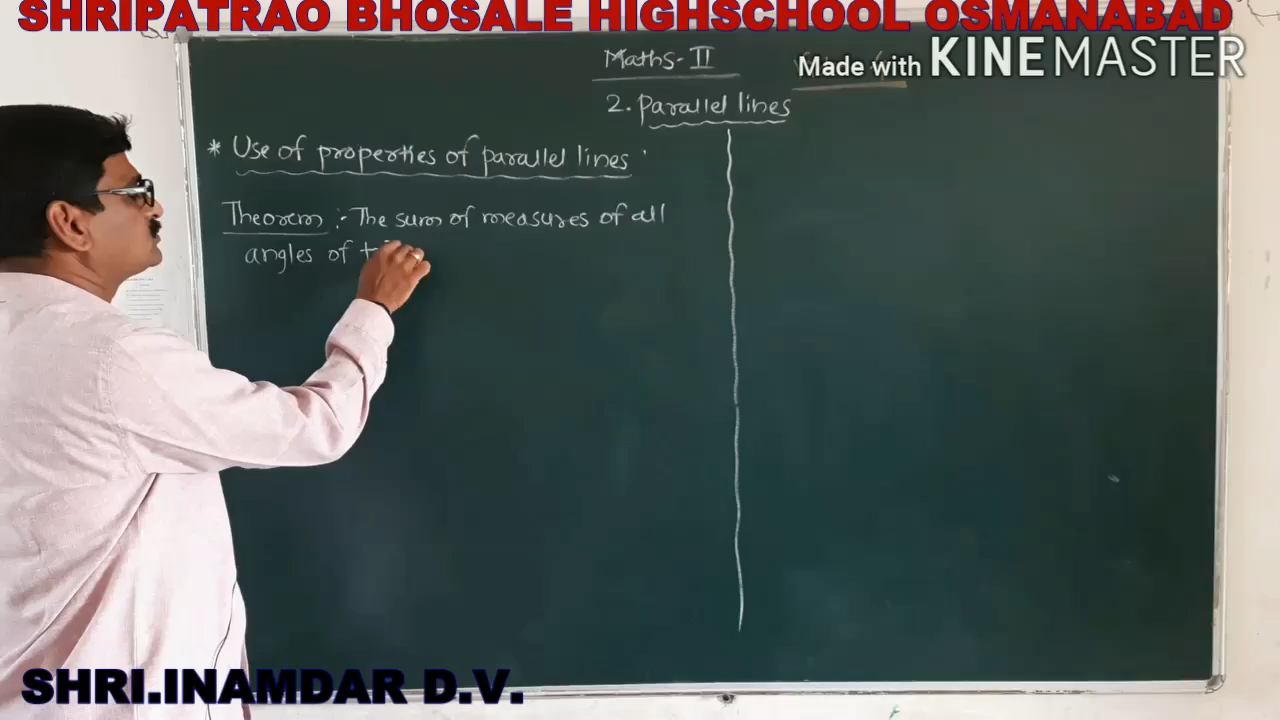 SHRIPATRAO BHOSALE HIGHSCHOOL OSMANABAD
Maths-II
Made with KINEMASTER
2. Parallel lines
* Use of properties of parallel lines
Theorem :- The sum of measures of all
angles of
SHRI.INAMDAR D.V.